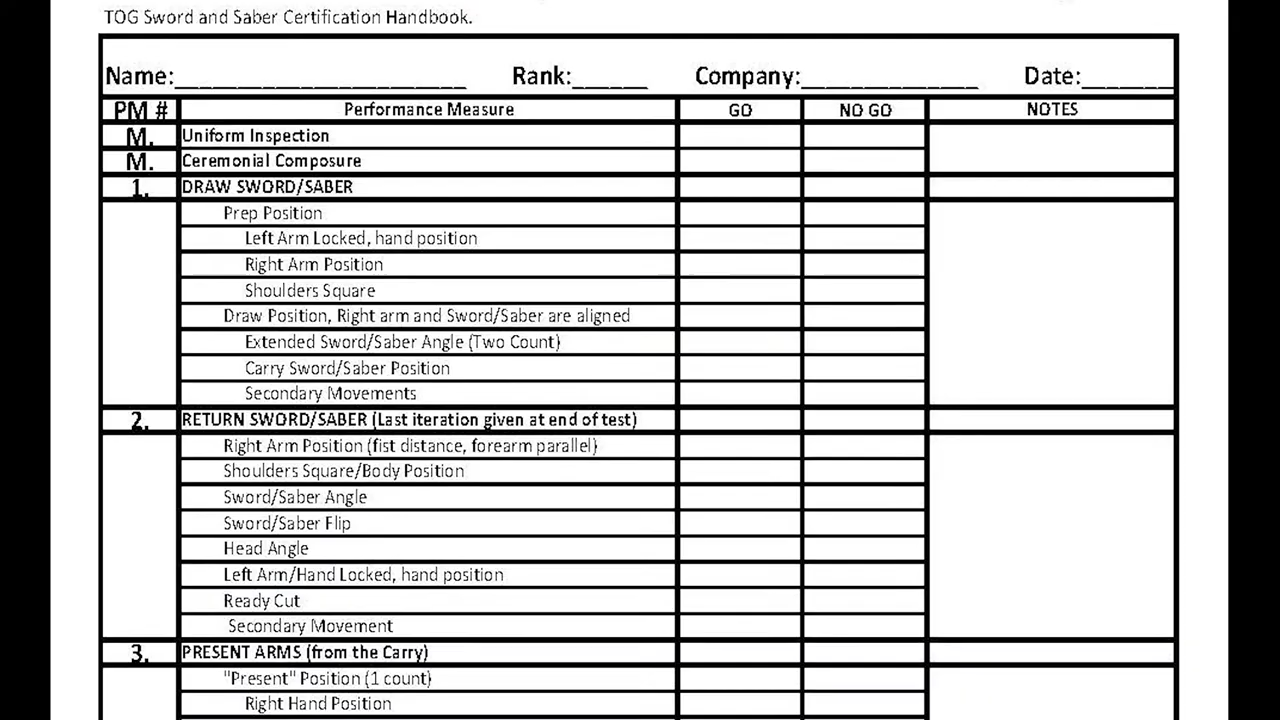 TOG Sword and Saber Certification Handbook.
Name:______________________ Rank:______ Company:______________ Date:_______
PM # Performance Measure GO NO GO NOTES
M. Uniform Inspection
M. Ceremonial Composure
1. DRAW SWORD/SABER
Prep Position
Left Arm Locked, hand position
Right Arm Position
Shoulders Square
Draw Position, Right arm and Sword/Saber are aligned
Extended Sword/Saber Angle (Two Count)
Carry Sword/Saber Position
Secondary Movements
2. RETURN SWORD/SABER (Last iteration given at end of test)
Right Arm Position (fist distance, forearm parallel)
Shoulders Square/Body Position
Sword/Saber Angle
Sword/Saber Flip
Head Angle
Left Arm/Hand Locked, hand position
Ready Cut
Secondary Movement
3. PRESENT ARMS (from the Carry)
"Present" Position (1 count)
Right Hand Position